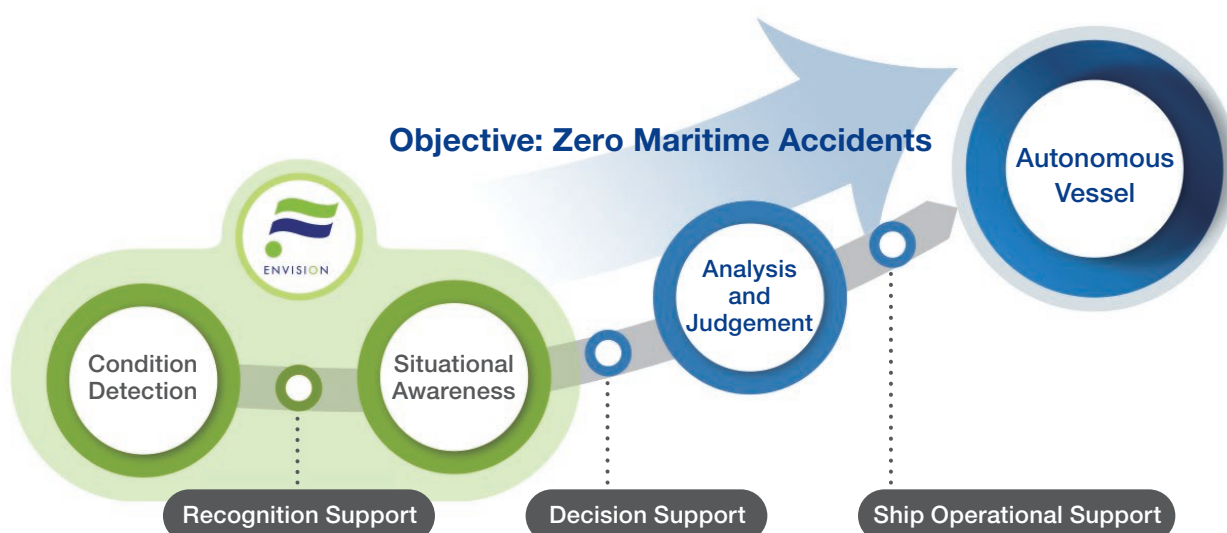 Objective: Zero Maritime Accidents
Autonomous
Vessel
ENVISION
Analysis
and
Judgement
Condition
Detection
Situational
Awareness
Recognition Support
Decision Support
Ship Operational Support